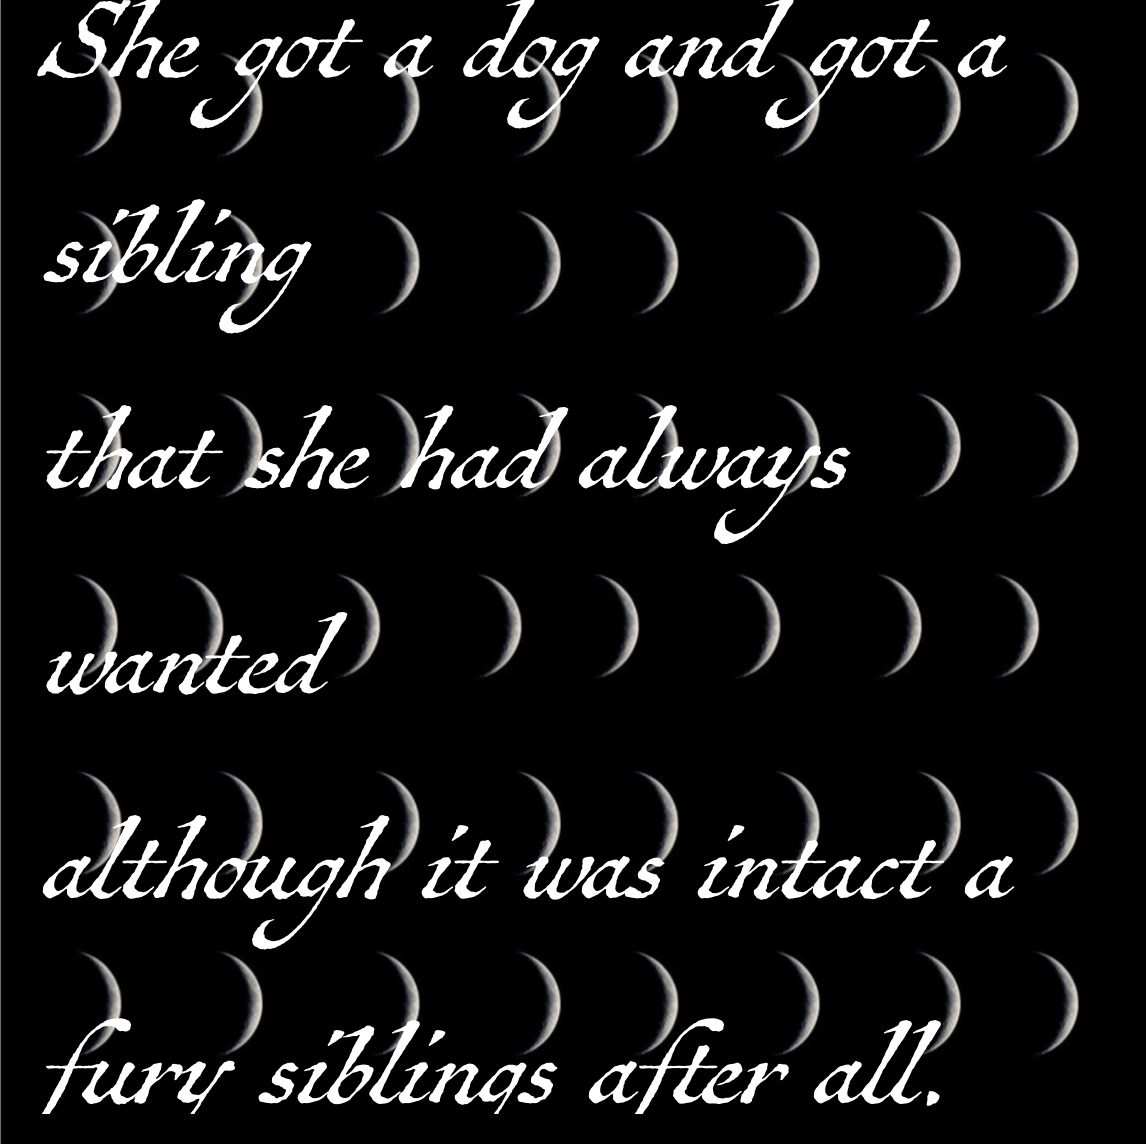 She got a dog and got a
sibling
that she had always
wanted
although it was intact a
fury siblings after all.